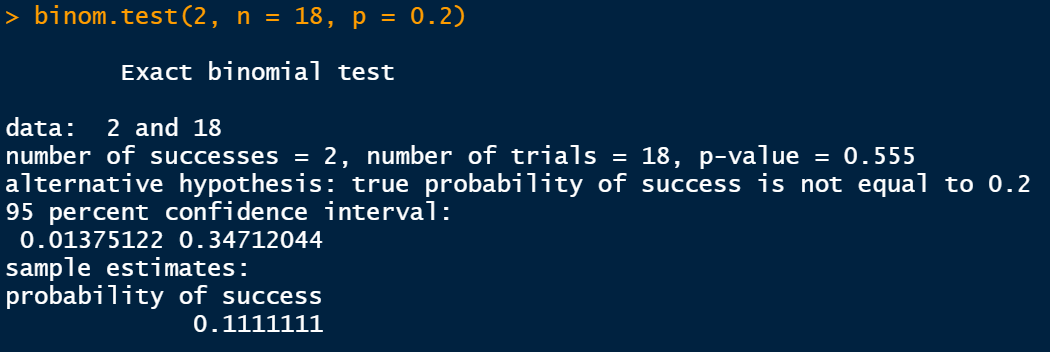 > binom.test(2, n = 18, p = 0.2)
Exact binomial test
data:  2 and 18
number of successes = 2, number of trials = 18, p-value = 0.555
alternative hypothesis: true probability of success is not equal to 0.2
95 percent confidence interval:
 0.01375122 0.34712044
sample estimates:
probability of success
0.1111111